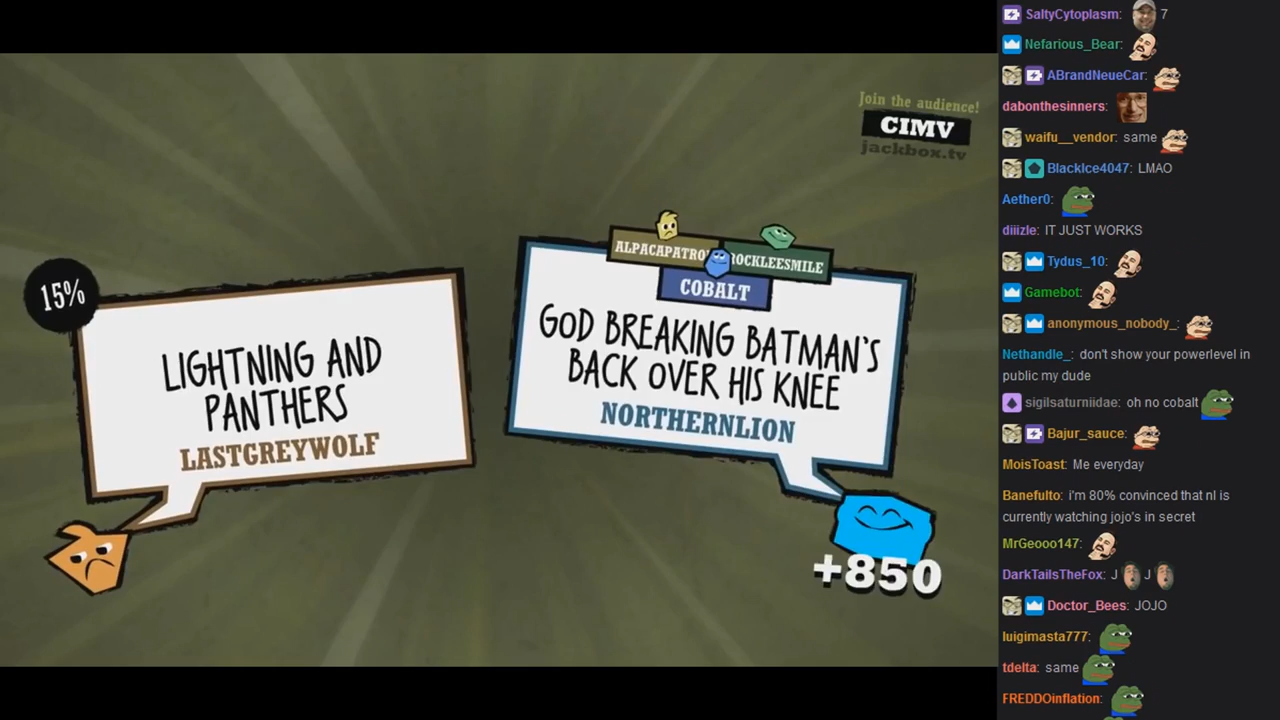 Join the audience!
CIMV
jackbox.tv
15%
LIGHTNING AND
PANTHERS
LASTGREYWOLF
ALPACAPATRO
ROCKLEESMILE
COBALT
GOD BREAKING BATMAN'S
BACK OVER HIS KNEE
NORTHERNLION
+850
SaltyCytoplasm: 7
Nefarious_Bear:
ABrandNeueCar:
dabonthesinners:
waifu__vendor: same
BlackIce4047: LMAO
Aether0:
diiizle: IT JUST WORKS
Tydus_10:
Gamebot:
anonymous_nobody_:
Nethandle_: don't show your powerlevel in
public my dude
sigilsaturniidae: oh no cobalt
Bajur_sauce:
MoisToast: Me everyday
Banefulto: i'm 80% convinced that nl is
currently watching jojo's in secret
MrGeooo147:
DarkTailsTheFox: J J
Doctor_Bees: JOJO
luigimasta777:
tdelta: same
FREDDOinflation: